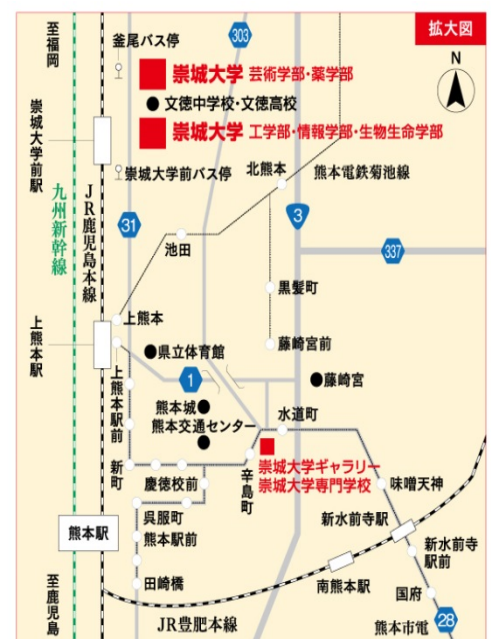 拡大図
至福岡
釜尾バス停
303
N
崇城大学 芸術学部・薬学部
文徳中学校・文徳高校
崇城大学 工学部・情報学部・生物生命学部
崇城大学前駅
崇城大学前バス停
北熊本
熊本電鉄菊池線
九州新幹線
JR鹿児島本線
31
3
池田
337
黒髪町
上熊本
上熊本駅
県立体育館
藤崎宮前
上熊本駅前
1
藤崎宮
熊本城
水道町
熊本交通センター
新町
慶徳校前
辛島町
崇城大学ギャラリー
崇城大学専門学校
味噌天神
呉服町
新水前寺駅
熊本駅
熊本駅前
新水前寺
駅前
田崎橋
南熊本駅
国府
至鹿児島
JR豊肥本線
熊本市電
28